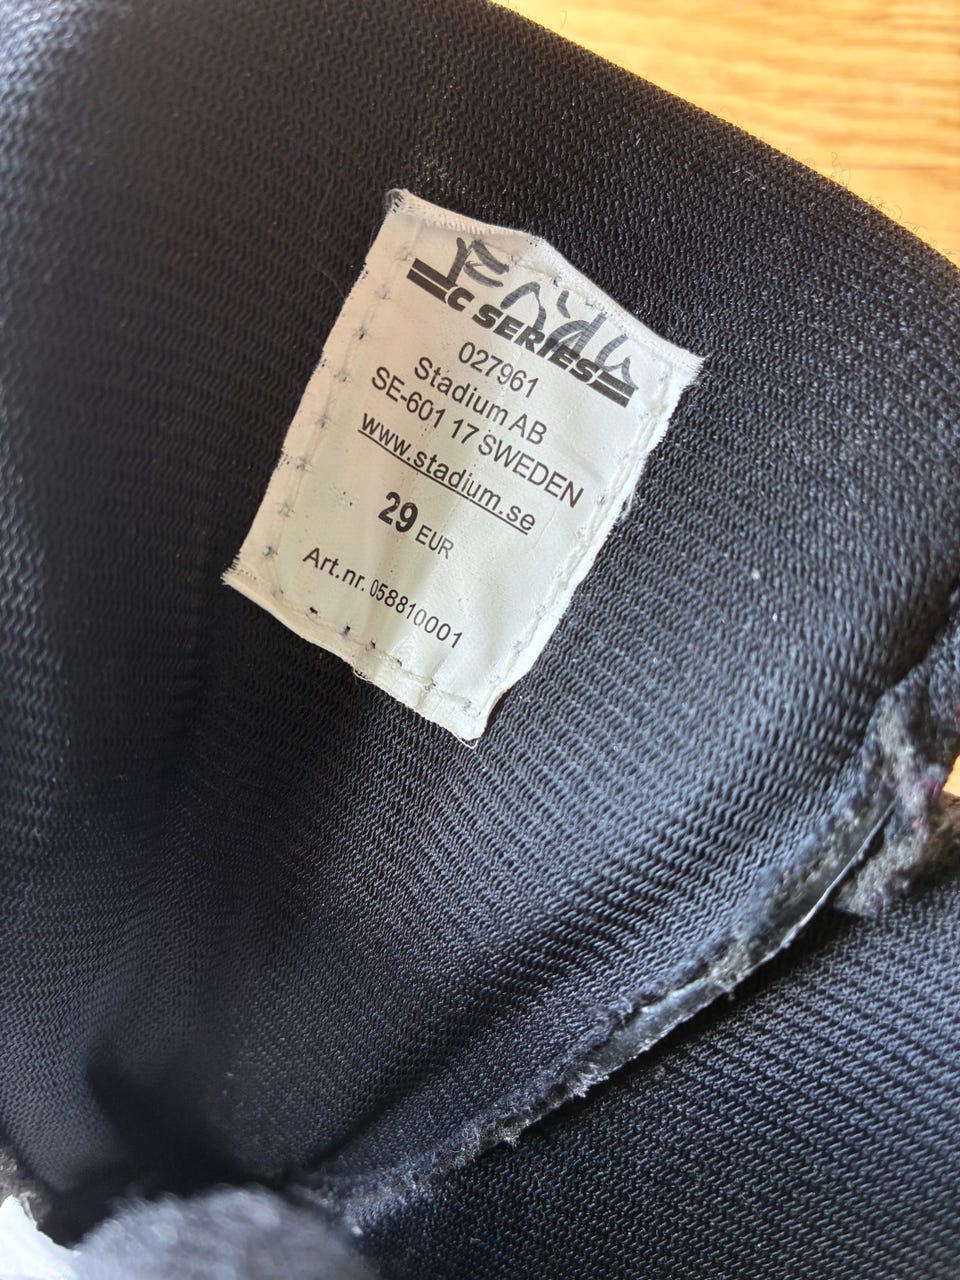 C SERIES
027961
Stadium AB
SE-601 17 SWEDEN
www.stadium.se
29 EUR
Art.nr. 058810001